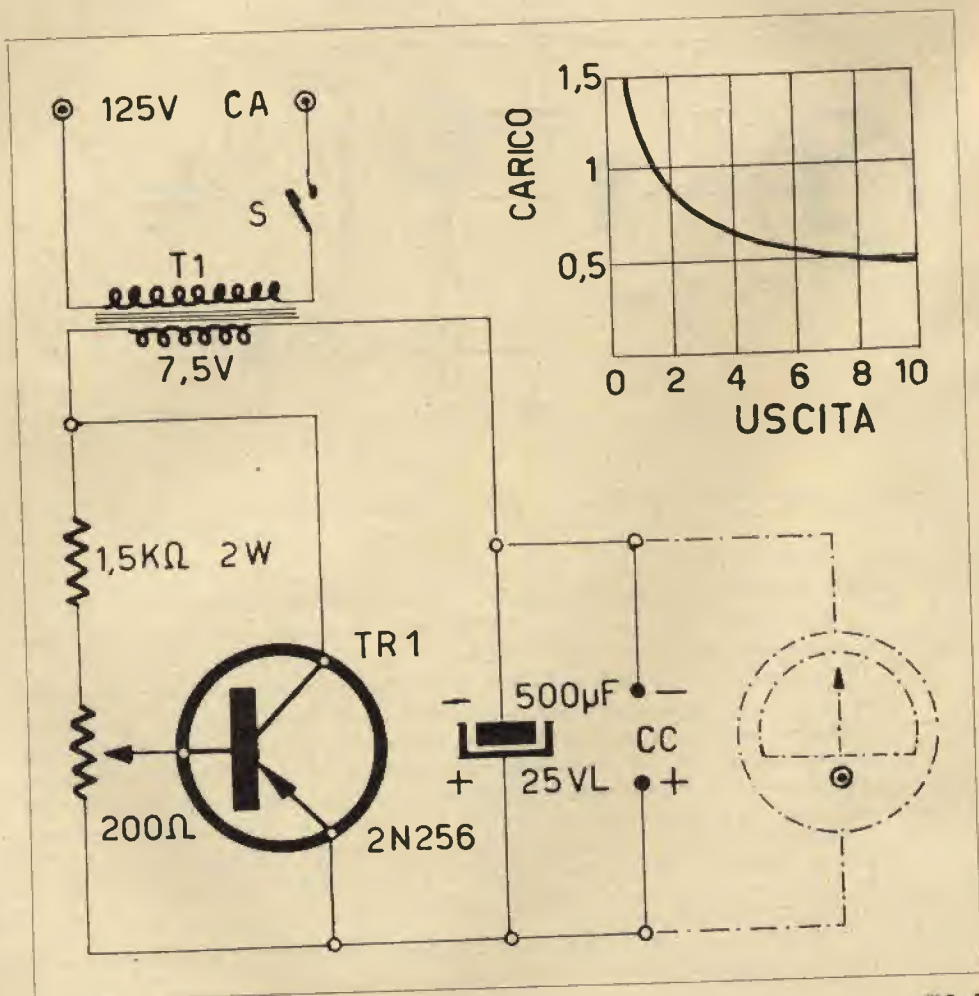 125V CA
S
T1
7,5V
1,5KΩ 2W
TR1
200Ω
2N256
- 500µF -
CC
+ 25VL +
1,5
1
0,5
CARICO
0 2 4 6 8 10
USCITA